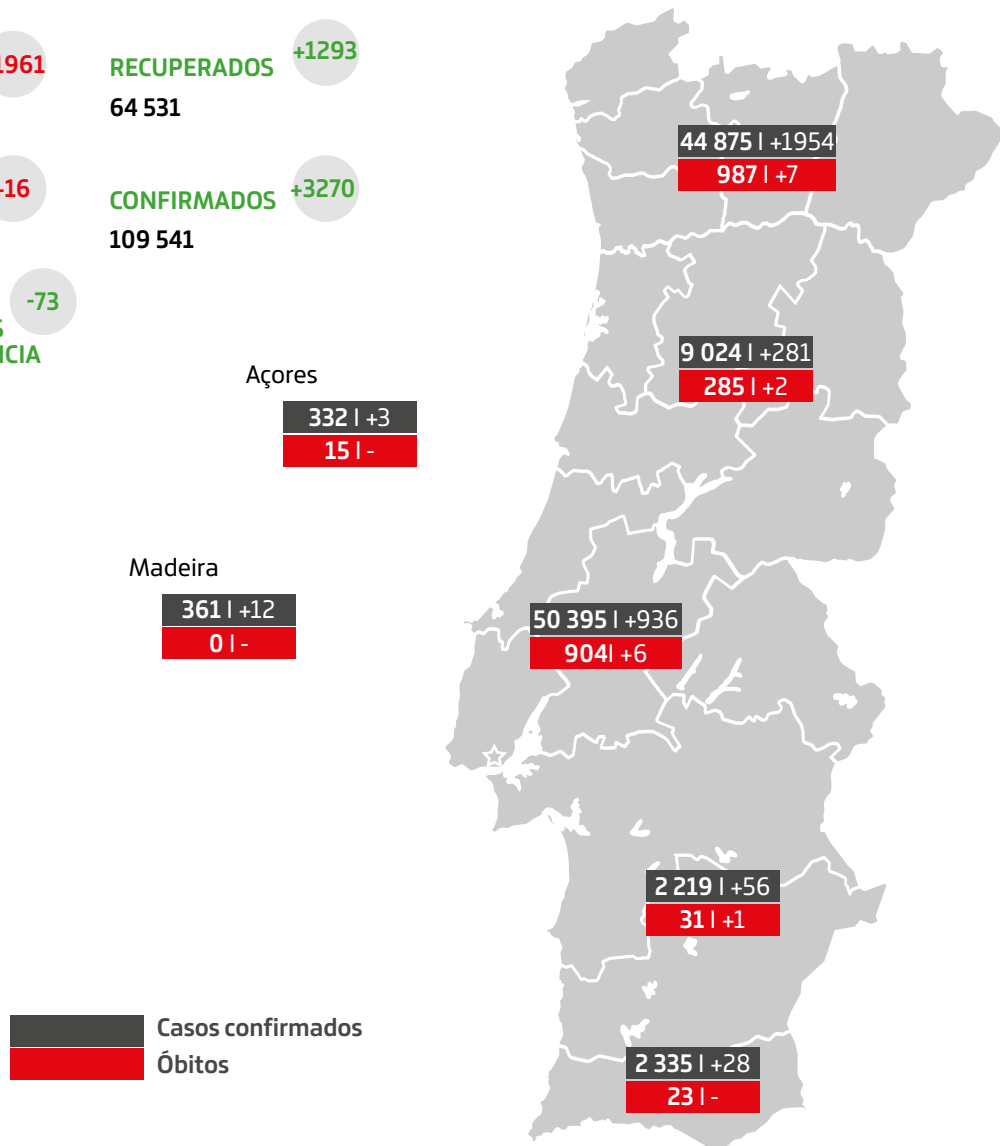 1961
RECUPERADOS
+1293
64 531
16
CONFIRMADOS
+3270
109 541
-73
Açores
332 | +3
15 | -
Madeira
361 | +12
0 | -
44 875 | +1954
987 | +7
9 024 | +281
285 | +2
50 395 | +936
904| +6
2 219 | +56
31 | +1
2 335 | +28
23 | -
Casos confirmados
Óbitos